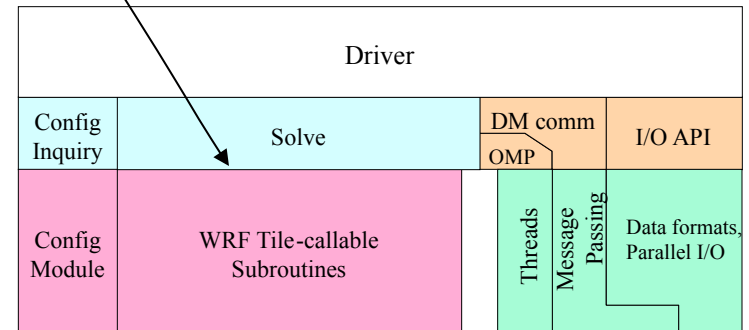 Driver
Config
Inquiry
Solve
DM comm
OMP
I/O API
Config
Module
WRF Tile-callable
Subroutines
Threads
Message
Passing
Data formats,
Parallel I/O